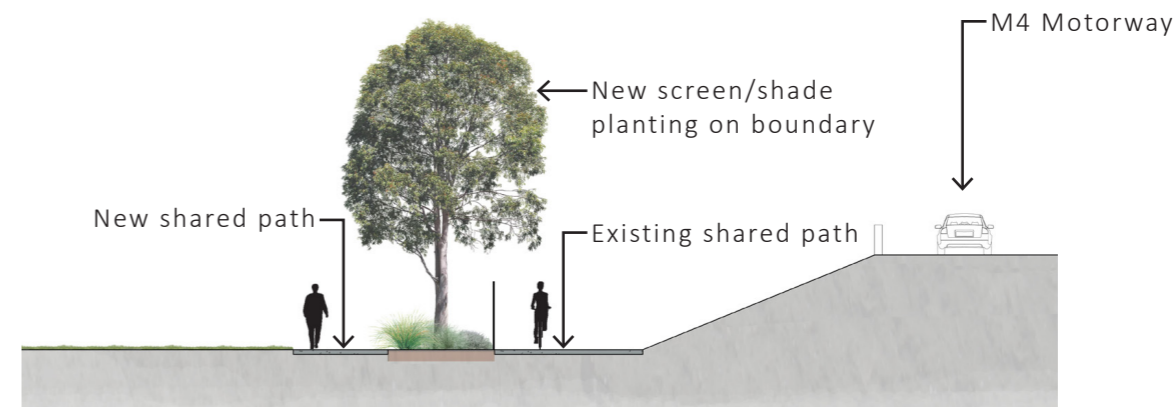 M4 Motorway
New screen/shade
planting on boundary
New shared path
Existing shared path